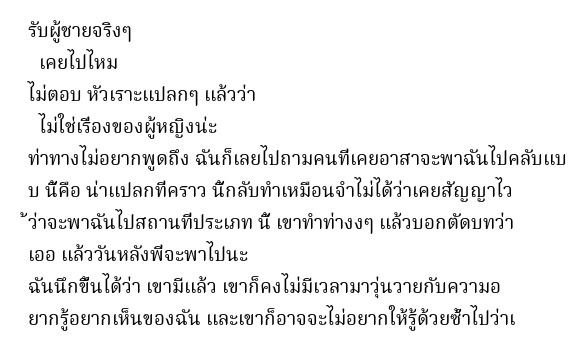 รับผู้ชายจริงๆ
เคยไปไหม
ไม่ตอบ หัวเราะแปลกๆ แล้วว่า
ไม่ใช่เรื่องของผู้หญิงน่ะ
ท่าทางไม่อยากพูดถึง ฉันก็เลยไปถามคนที่เคยอาสาจะพาฉันไปคลับแบ
บ นี้คือ น่าแปลกที่คราว นี้กลับทำเหมือนจำไม่ได้ว่าเคยสัญญาไว
้ว่าจะพาฉันไปสถานที่ประเภท นี้ เขาทำท่างงๆ แล้วบอกตัดบทว่า
เออ แล้ววันหลังพี่จะพาไปนะ
ฉันนึกขึ้นได้ว่า เขามีแล้ว เขาก็คงไม่มีเวลามาวุ่นวายกับความอ
ยากรู้อยากเห็นของฉัน และเขาก็อาจจะไม่อยากให้รู้ด้วยซ้ำไปว่าเ